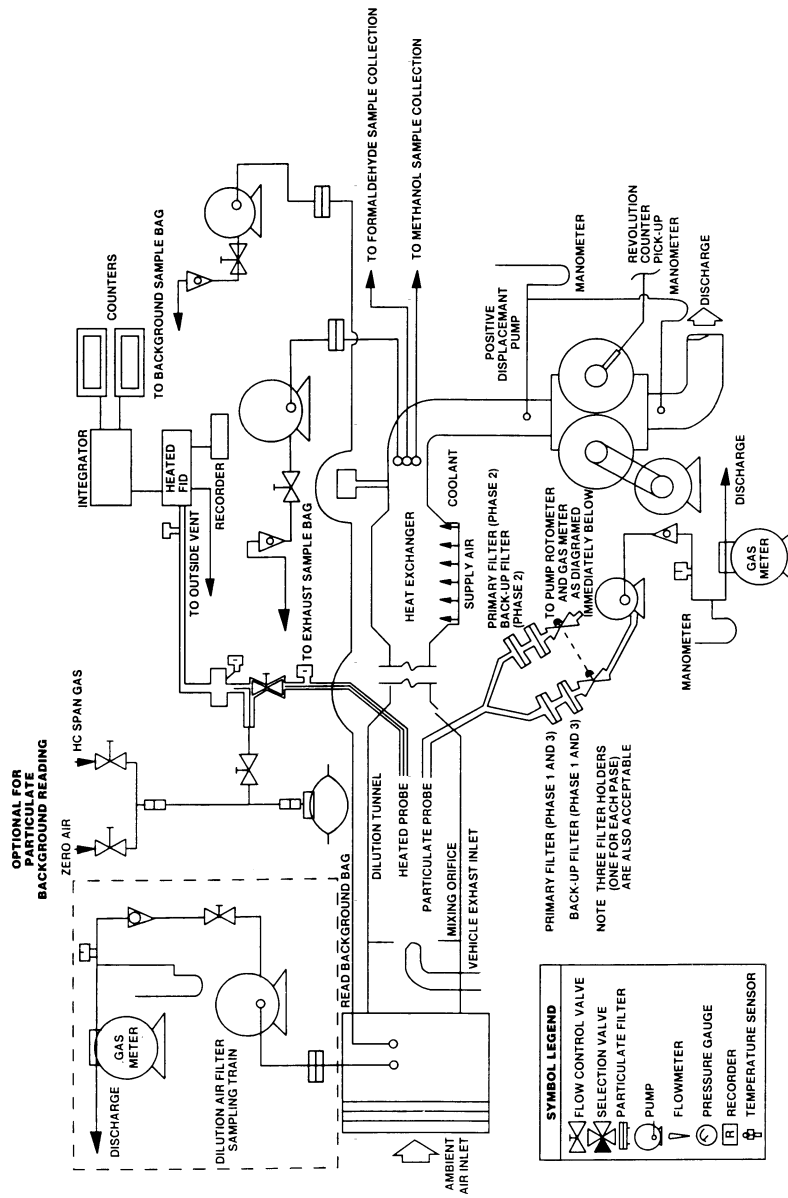 OPTIONAL FOR
PARTICULATE
BACKGROUND READING
ZERO AIR
HC SPAN GAS
INTEGRATOR
COUNTERS
HEATED
FID
RECORDER
TO OUTSIDE VENT
TO BACKGROUND SAMPLE BAG
TO EXHAUST SAMPLE BAG
TO FORMALDEHYDE SAMPLE COLLECTION
TO METHANOL SAMPLE COLLECTION
DISCHARGE
GAS
METER
DILUTION AIR FILTER
SAMPLING TRAIN
READ BACKGROUND BAG
DILUTION TUNNEL
HEATED PROBE
PARTICULATE PROBE
MIXING ORIFICE
VEHICLE EXHAST INLET
AMBIENT
AIR INLET
HEAT EXCHANGER
SUPPLY AIR
COOLANT
POSITIVE
DISPLACEMANT
PUMP
MANOMETER
REVOLUTION
COUNTER
PICK-UP
MANOMETER
DISCHARGE
PRIMARY FILTER (PHASE 2)
BACK-UP FILTER
(PHASE 2)
TO PUMP ROTOMETER
AND GAS METER
AS DIAGRAMED
IMMEDIATELY BELOW
PRIMARY FILTER (PHASE 1 AND 3)
BACK-UP FILTER (PHASE 1 AND 3)
NOTE THREE FILTER HOLDERS
(ONE FOR EACH PASE)
ARE ALSO ACCEPTABLE
MANOMETER
GAS
METER
DISCHARGE
SYMBOL LEGEND
FLOW CONTROL VALVE
SELECTION VALVE
PARTICULATE FILTER
PUMP
FLOWMETER
PRESSURE GAUGE
R RECORDER
TEMPERATURE SENSOR